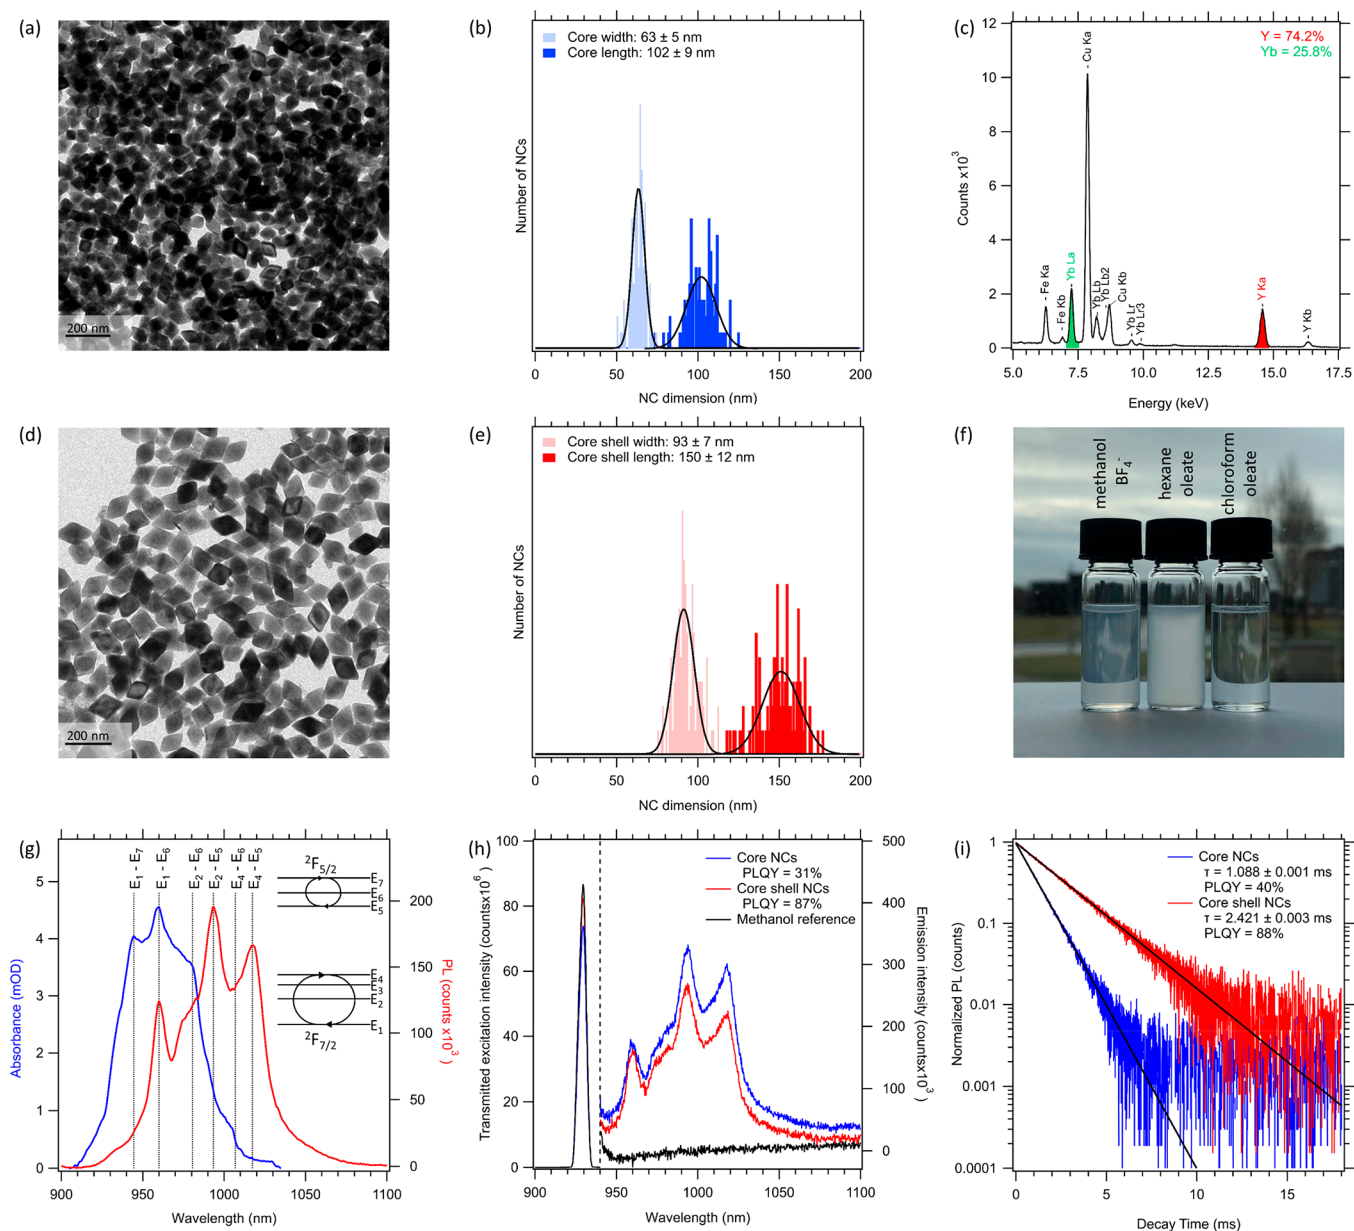 (a)
200 nm
(b)
Core width: 63 ± 5 nm
Core length: 102 ± 9 nm
Number of NCs
0 50 100 150 200
NC dimension (nm)
(c)
Y = 74.2%
Yb = 25.8%
Counts x10³
12
10
8
6
4
2
0
Fe Ka
Fe Kb
Yb La
Cu Ka
Yb Lb
Yb Lb2
Cu Kb
Yb Lr
Yb Lr3
Y Ka
Y Kb
5.0 7.5 10.0 12.5 15.0 17.5
Energy (keV)
(d)
200 nm
(e)
Core shell width: 93 ± 7 nm
Core shell length: 150 ± 12 nm
Number of NCs
0 50 100 150 200
NC dimension (nm)
(f)
methanol
BF₄⁻
hexane
oleate
chloroform
oleate
(g)
Absorbance (mOD)
5
4
3
2
1
0
E₁ - E₇
E₁ - E₆
E₂ - E₆
E₂ - E₅
E₄ - E₆
E₄ - E₅
²F₅/₂
E₇
E₆
E₅
E₄
E₃
E₂
E₁
²F₇/₂
200
150
100
50
0
PL (counts x10³)
900 950 1000 1050 1100
Wavelength (nm)
(h)
Transmitted excitation intensity (countsx10⁶)
100
80
60
40
20
0
Core NCs
PLQY = 31%
Core shell NCs
PLQY = 87%
Methanol reference
500
400
300
200
100
0
Emission intensity (countsx10³)
900 950 1000 1050 1100
Wavelength (nm)
(i)
Normalized PL (counts)
1
0.1
0.01
0.001
0.0001
Core NCs
τ = 1.088 ± 0.001 ms
PLQY = 40%
Core shell NCs
τ = 2.421 ± 0.003 ms
PLQY = 88%
0 5 10 15
Decay Time (ms)